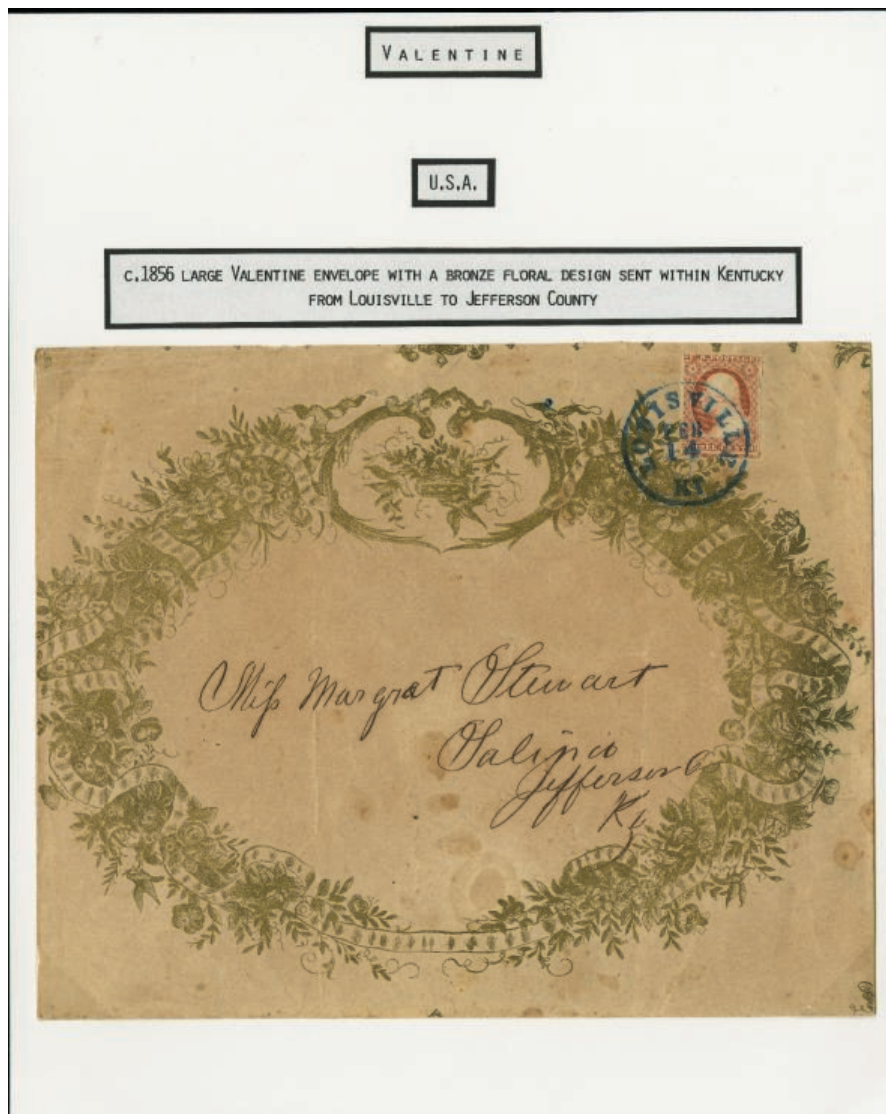 VALENTINE
U.S.A.
c.1856 LARGE VALENTINE ENVELOPE WITH A BRONZE FLORAL DESIGN SENT WITHIN KENTUCKY
FROM LOUISVILLE TO JEFFERSON COUNTY
LOUISVILLE
FEB
14
KY
Miss Margrat Stewart
Jefferson C
Ky